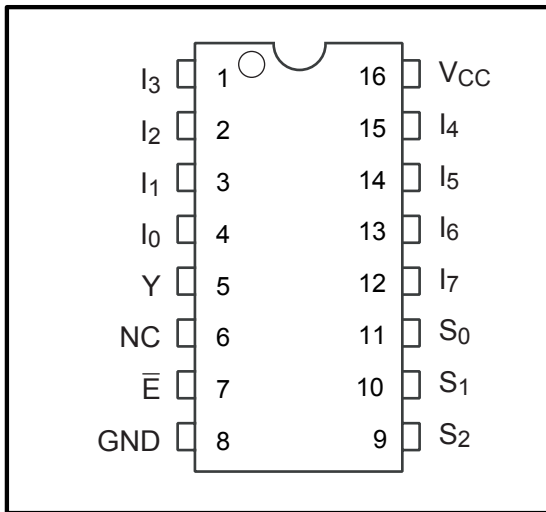 I3 1 16 VCC
I2 2 15 I4
I1 3 14 I5
I0 4 13 I6
Y 5 12 I7
NC 6 11 S0
E̅ 7 10 S1
GND 8 9 S2